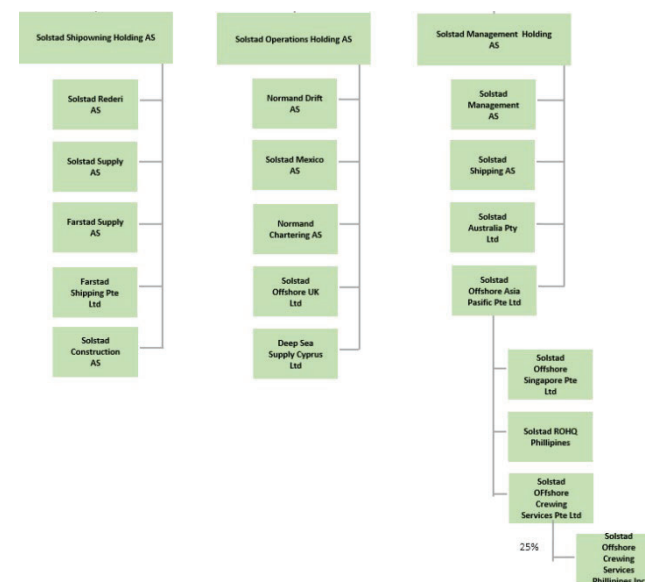 Solstad Shipowning Holding AS
Solstad Rederi
AS
Solstad Supply
AS
Farstad Supply
AS
Farstad
Shipping Pte
Ltd
Solstad
Construction
AS
Solstad Operations Holding AS
Normand Drift
AS
Solstad Mexico
AS
Normand
Chartering AS
Solstad
Offshore UK
Ltd
Deep Sea
Supply Cyprus
Ltd
Solstad Management Holding
AS
Solstad
Management
AS
Solstad
Shipping AS
Solstad
Australia Pty
Ltd
Solstad
Offshore Asia
Pasific Pte Ltd
Solstad
Offshore
Singapore Pte
Ltd
Solstad ROHQ
Phillipines
Solstad
OFfshore
Crewing
Services Pte Ltd
25%
Solstad
Offshore
Crewing
Services
Phillipines Inc